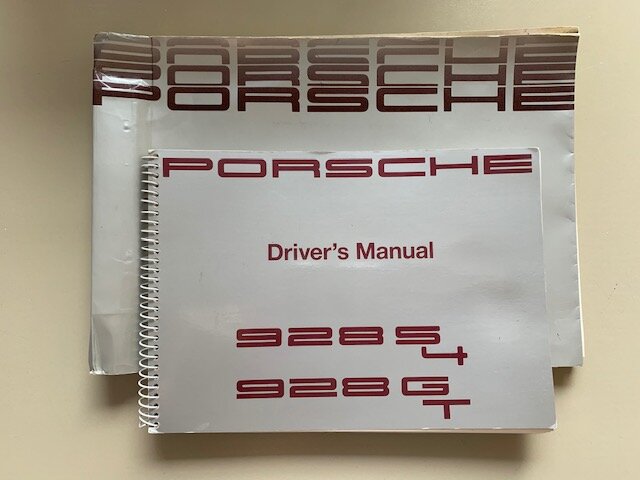 PORSCHE
PORSCHE
PORSCHE
PORSCHE
Driver's Manual
928 S4
928 GT